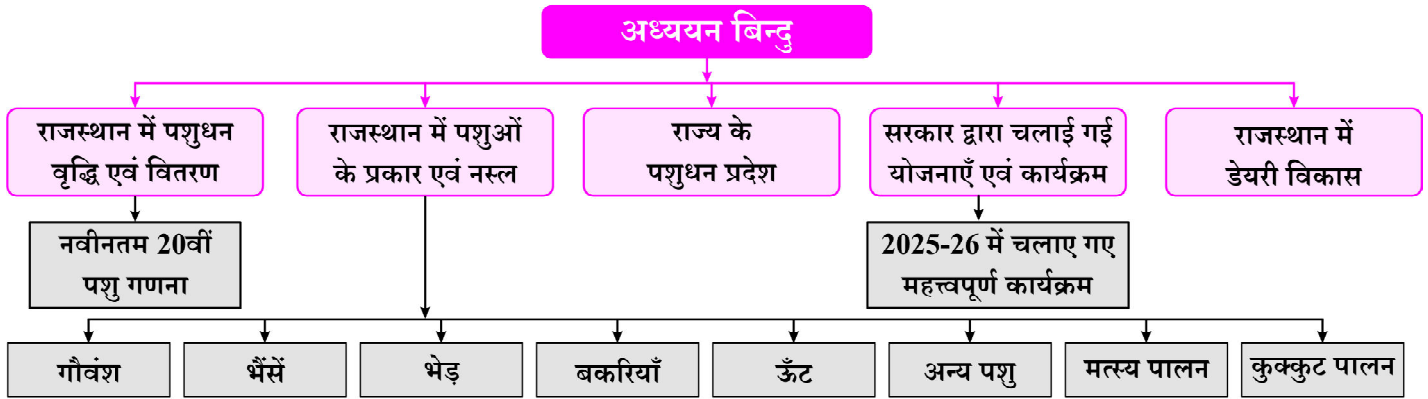 अध्ययन बिन्दु
राजस्थान में पशुधन
वृद्धि एवं वितरण
राजस्थान में पशुओं
के प्रकार एवं नस्ल
राज्य के
पशुधन प्रदेश
सरकार द्वारा चलाई गई
योजनाएँ एवं कार्यक्रम
राजस्थान में
डेयरी विकास
नवीनतम 20वीं
पशु गणना
2025-26 में चलाए गए
महत्त्वपूर्ण कार्यक्रम
गौवंश
भैंसें
भेड़
बकरियाँ
ऊँट
अन्य पशु
मत्स्य पालन
कुक्कुट पालन